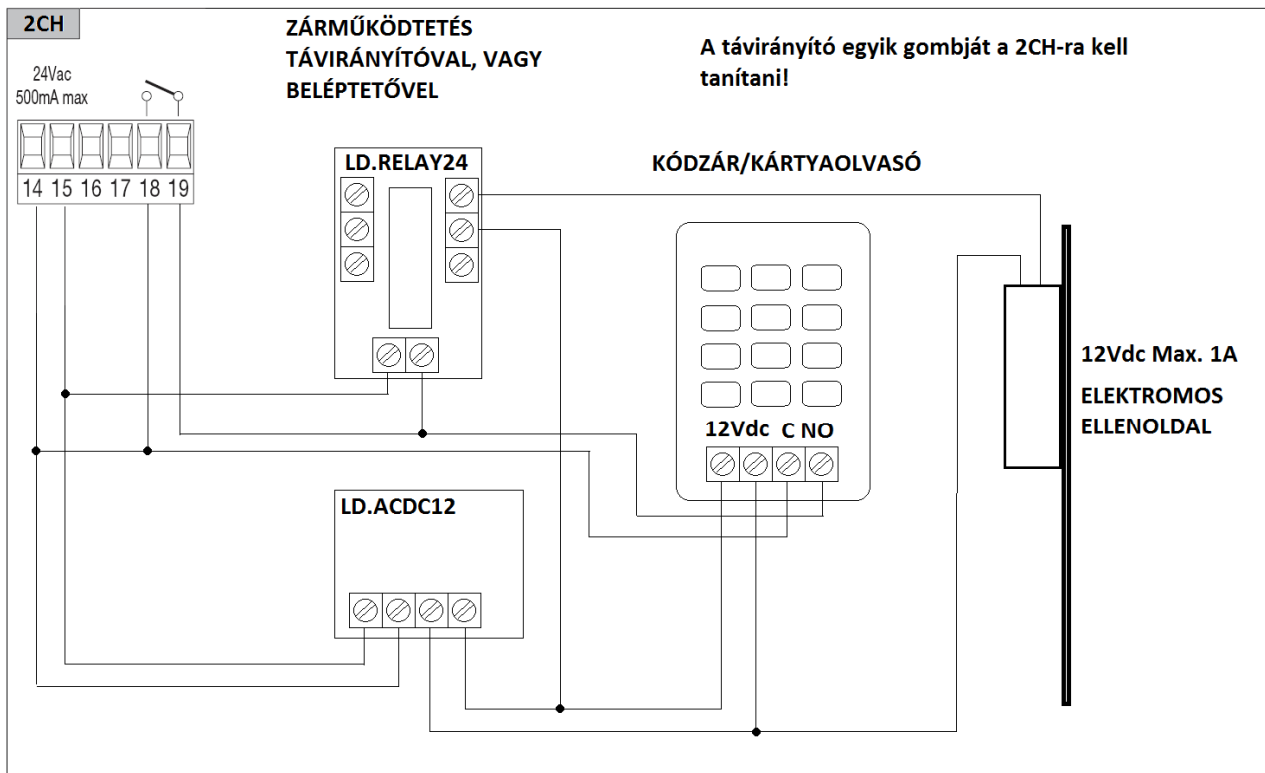 2CH
ZÁRMŰKÖDTETÉS
TÁVIRÁNYÍTÓVAL, VAGY
BELÉPTETŐVEL
A távirányító egyik gombját a 2CH-ra kell
tanítani!
24Vac
500mA max
14 15 16 17 18 19
LD.RELAY24
KÓDZÁR/KÁRTYAOLVASÓ
12Vdc C NO
12Vdc Max. 1A
ELEKTROMOS
ELLENOLDAL
LD.ACDC12